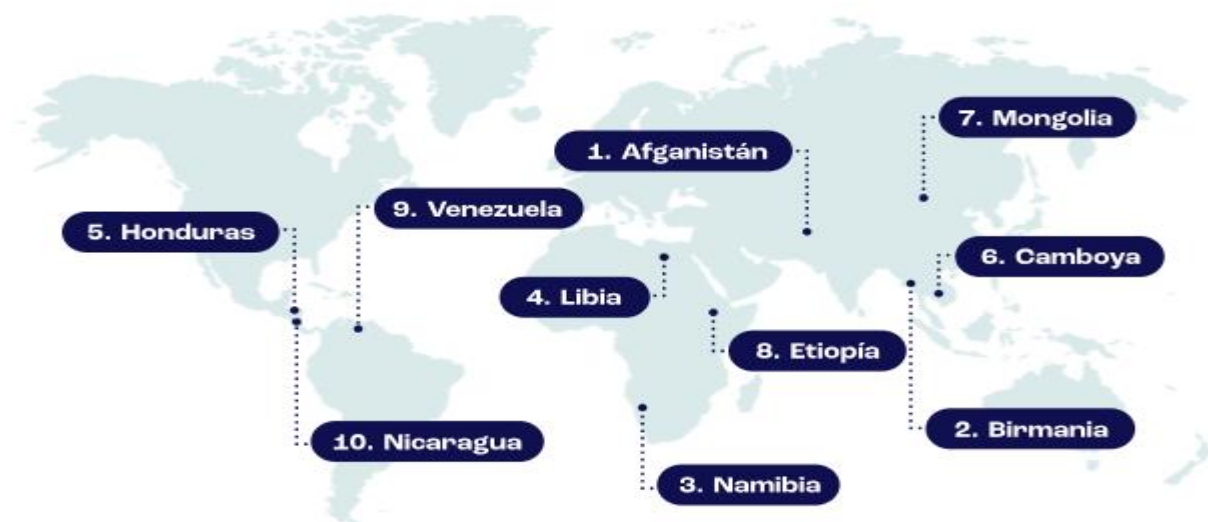 7. Mongolia
1. Afganistán
9. Venezuela
5. Honduras
6. Camboya
4. Libia
8. Etiopía
2. Birmania
10. Nicaragua
3. Namibia